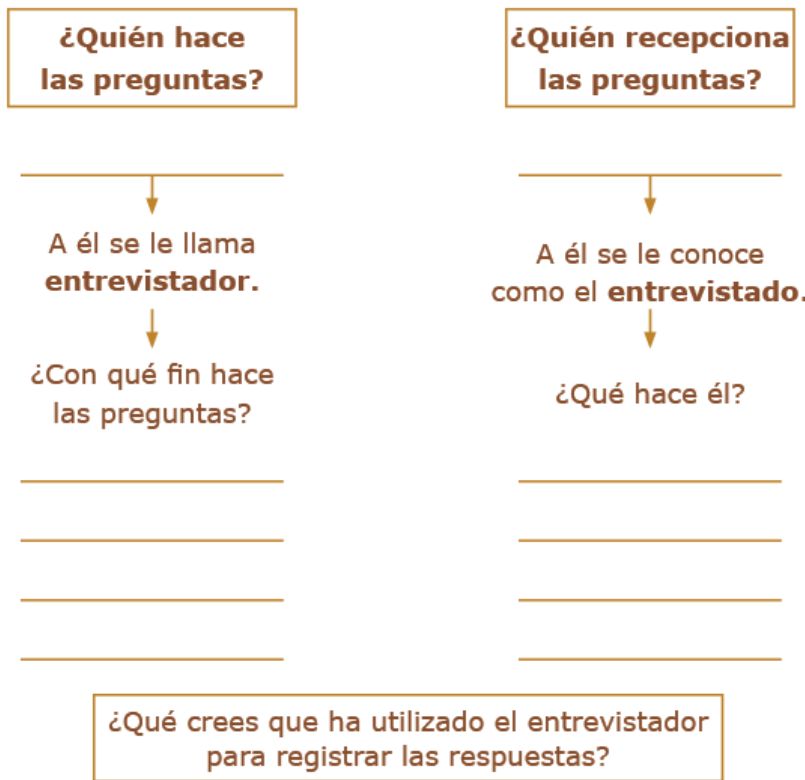 ¿Quién hace
las preguntas?
A él se le llama
entrevistador.
¿Con qué fin hace
las preguntas?
¿Quién recepciona
las preguntas?
A él se le conoce
como el entrevistado.
¿Qué hace él?
¿Qué crees que ha utilizado el entrevistador
para registrar las respuestas?